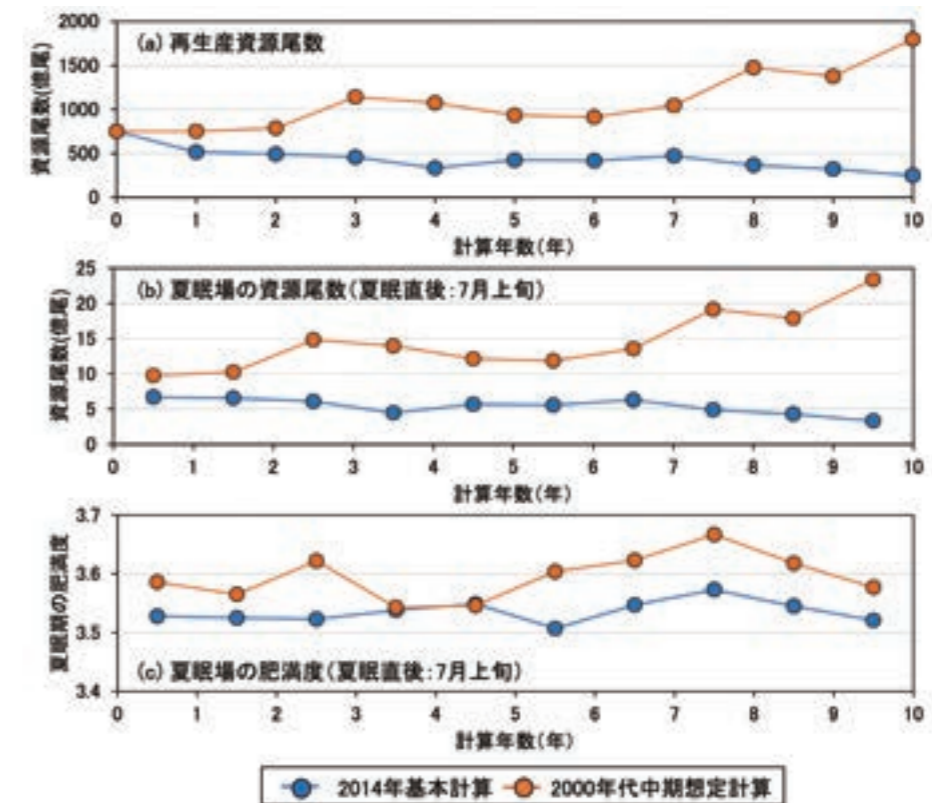 (a) 再生産資源尾数
資源尾数(億尾)
2000
1500
1000
500
0
0 1 2 3 4 5 6 7 8 9 10
計算年数(年)
(b) 夏眠場の資源尾数(夏眠直後:7月上旬)
資源尾数(億尾)
25
20
15
10
5
0
0 1 2 3 4 5 6 7 8 9 10
計算年数(年)
(c) 夏眠場の肥満度(夏眠直後:7月上旬)
夏眠期の肥満度
3.7
3.6
3.5
3.4
0 1 2 3 4 5 6 7 8 9 10
計算年数(年)
2014年基本計算 2000年代中期想定計算